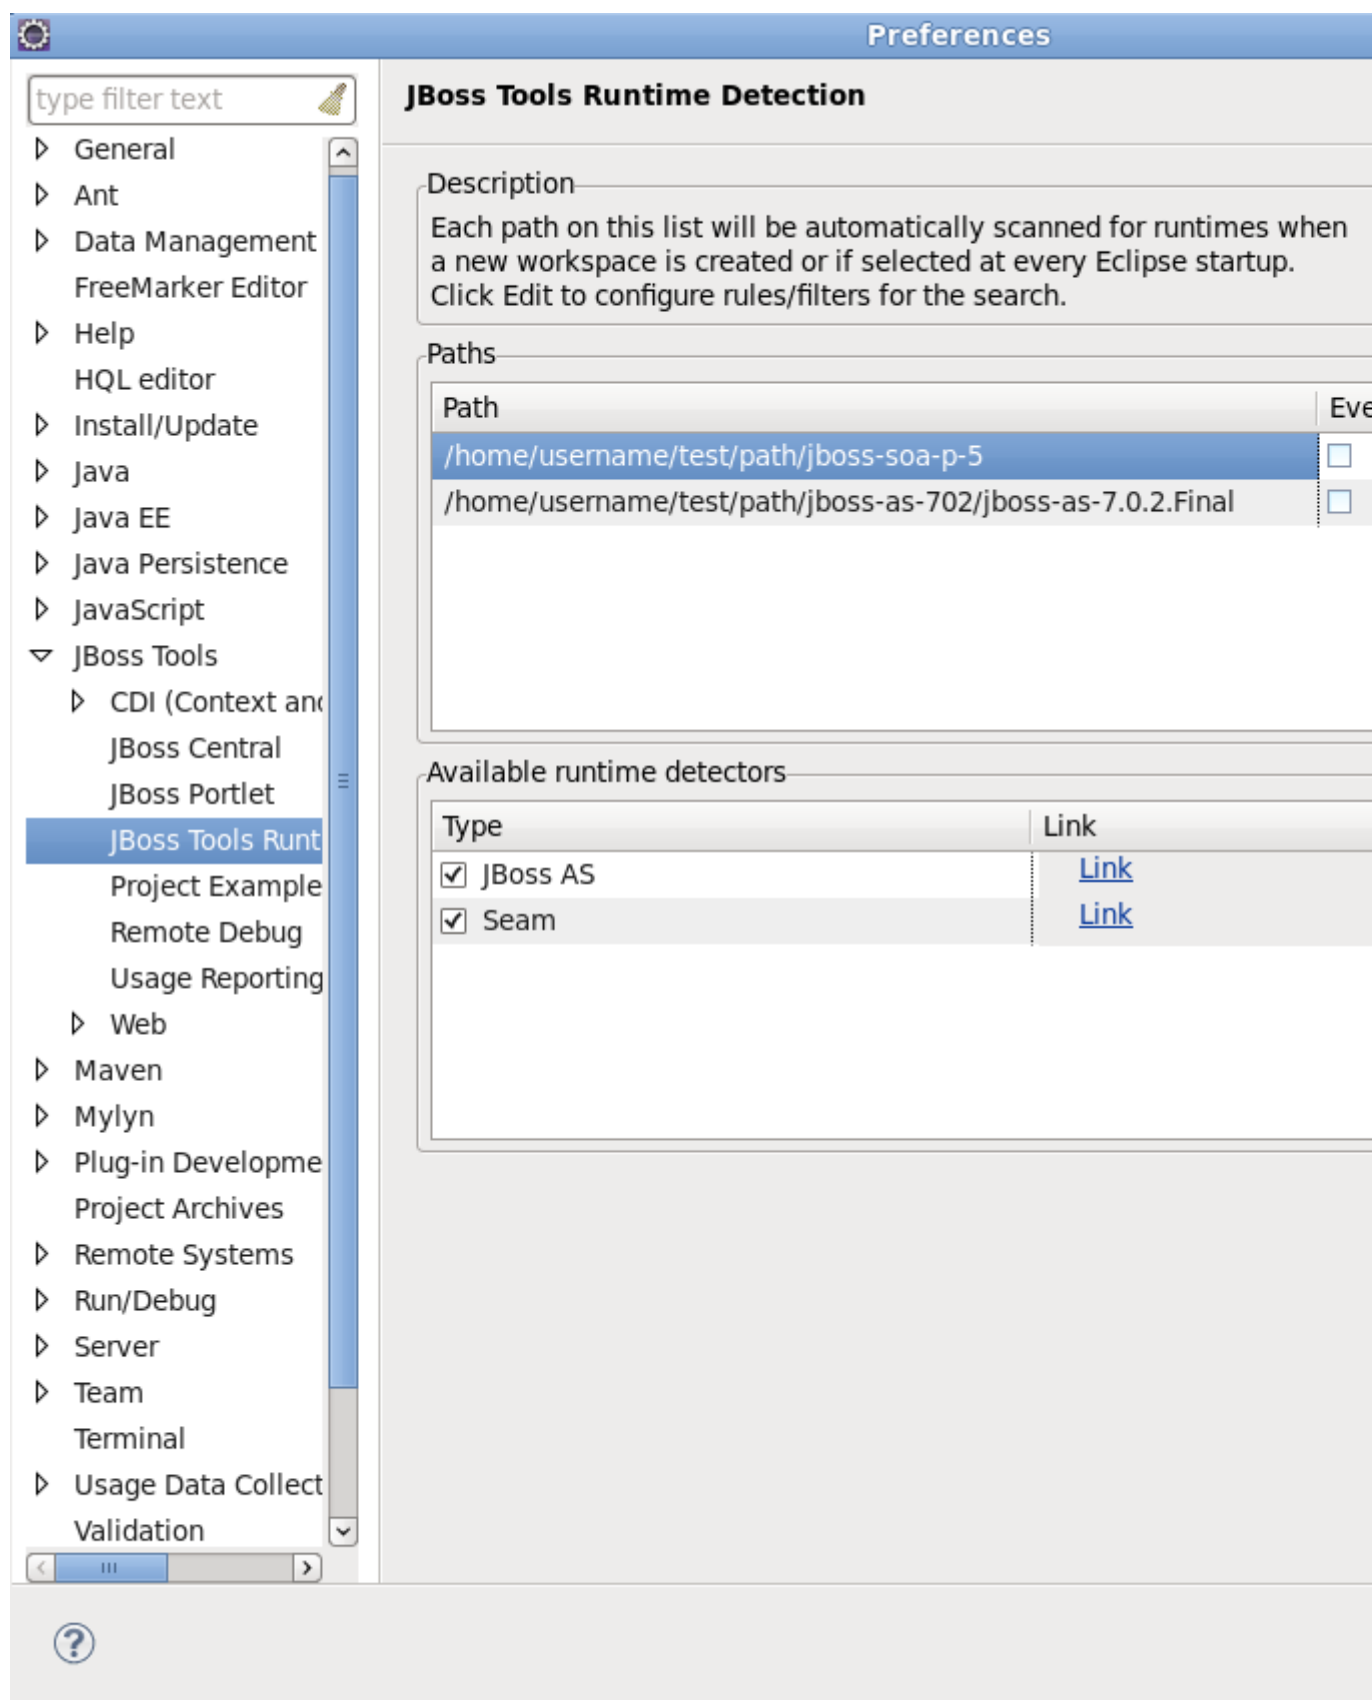 Preferences
type filter text
General
Ant
Data Management
FreeMarker Editor
Help
HQL editor
Install/Update
Java
Java EE
Java Persistence
JavaScript
JBoss Tools
CDI (Context and
JBoss Central
JBoss Portlet
JBoss Tools Runt
Project Example
Remote Debug
Usage Reporting
Web
Maven
Mylyn
Plug-in Developme
Project Archives
Remote Systems
Run/Debug
Server
Team
Terminal
Usage Data Collect
Validation
JBoss Tools Runtime Detection
Description
Each path on this list will be automatically scanned for runtimes when
a new workspace is created or if selected at every Eclipse startup.
Click Edit to configure rules/filters for the search.
Paths
Path Eve
/home/username/test/path/jboss-soa-p-5
/home/username/test/path/jboss-as-702/jboss-as-7.0.2.Final
Available runtime detectors
Type Link
JBoss AS Link
Seam Link
?